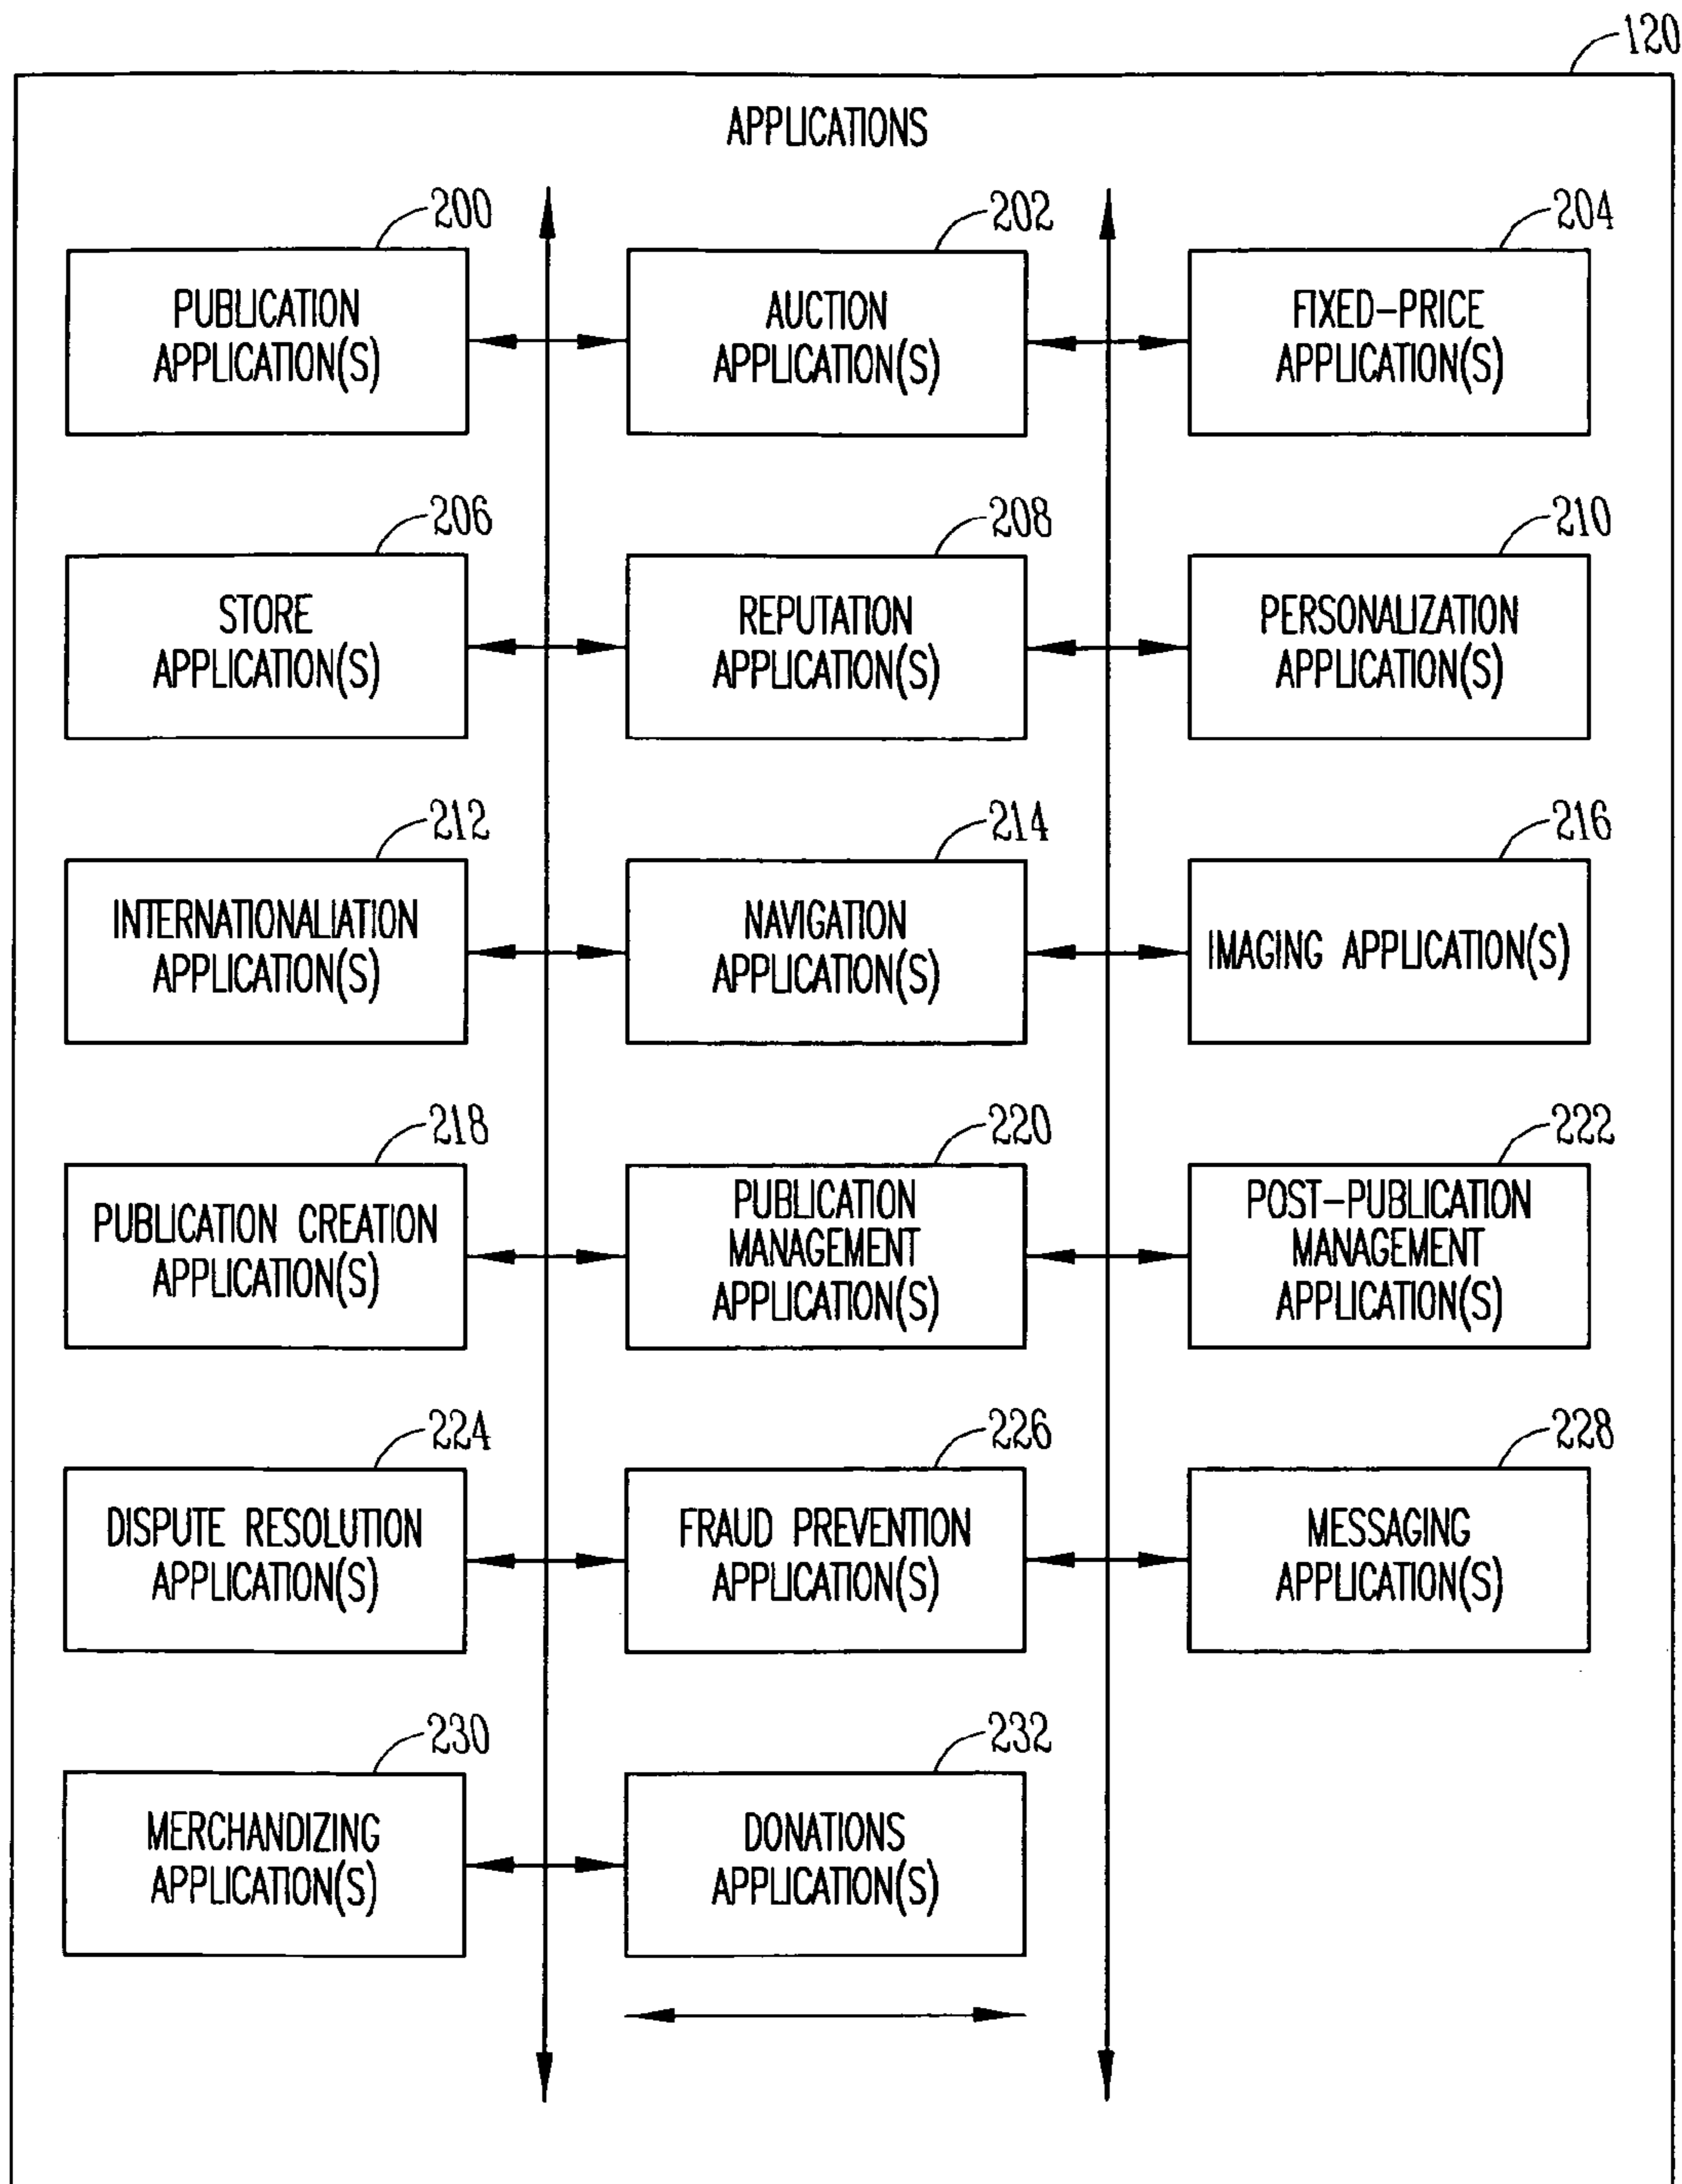 120
APPLICATIONS
200
PUBLICATION
APPLICATION(S)
202
AUCTION
APPLICATION(S)
204
FIXED-PRICE
APPLICATION(S)
206
STORE
APPLICATION(S)
208
REPUTATION
APPLICATION(S)
210
PERSONALIZATION
APPLICATION(S)
212
INTERNATIONALIATION
APPLICATION(S)
214
NAVIGATION
APPLICATION(S)
216
IMAGING APPLICATION(S)
218
PUBLICATION CREATION
APPLICATION(S)
220
PUBLICATION
MANAGEMENT
APPLICATION(S)
222
POST-PUBLICATION
MANAGEMENT
APPLICATION(S)
224
DISPUTE RESOLUTION
APPLICATION(S)
226
FRAUD PREVENTION
APPLICATION(S)
228
MESSAGING
APPLICATION(S)
230
MERCHANDIZING
APPLICATION(S)
232
DONATIONS
APPLICATION(S)